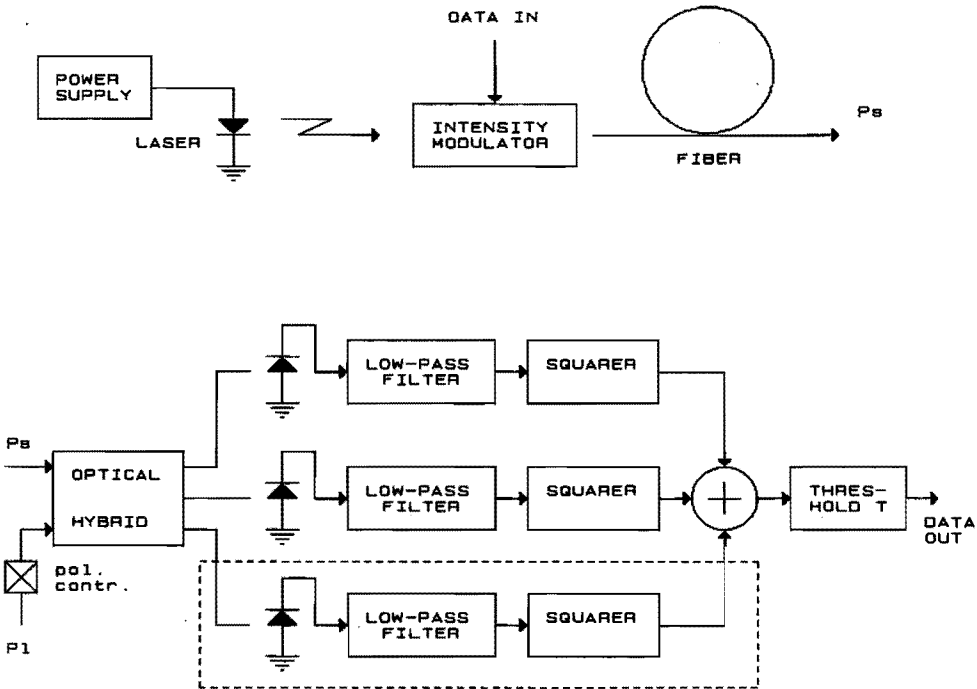 DATA IN
POWER
SUPPLY
LASER
INTENSITY
MODULATOR
FIBER
Ps
LOW-PASS
FILTER
SQUARER
Ps
OPTICAL
HYBRID
LOW-PASS
FILTER
SQUARER
THRES-
HOLD T
DATA
OUT
pol.
contr.
Pl
LOW-PASS
FILTER
SQUARER